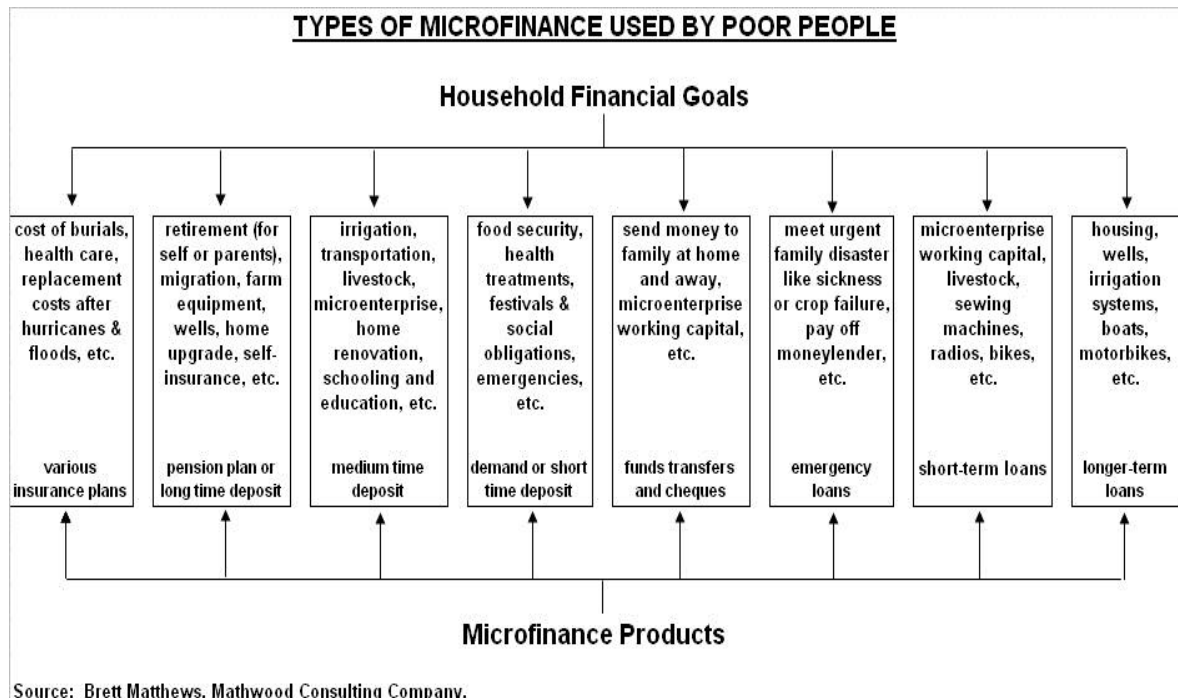 TYPES OF MICROFINANCE USED BY POOR PEOPLE
Household Financial Goals
cost of burials,
health care,
replacement
costs after
hurricanes &
floods, etc.
various
insurance plans
retirement (for
self or parents),
migration, farm
equipment,
wells, home
upgrade, self-
insurance, etc.
pension plan or
long time deposit
irrigation,
transportation,
livestock,
microenterprise,
home
renovation,
schooling and
education, etc.
medium time
deposit
food security,
health
treatments,
festivals &
social
obligations,
emergencies,
etc.
demand or short
time deposit
send money to
family at home
and away,
microenterprise
working capital,
etc.
funds transfers
and cheques
meet urgent
family disaster
like sickness
or crop failure,
pay off
moneylender,
etc.
emergency
loans
microenterprise
working capital,
livestock,
sewing
machines,
radios, bikes,
etc.
short-term loans
housing,
wells,
irrigation
systems,
boats,
motorbikes,
etc.
longer-term
loans
Microfinance Products
Source: Brett Matthews, Mathwood Consulting Company.